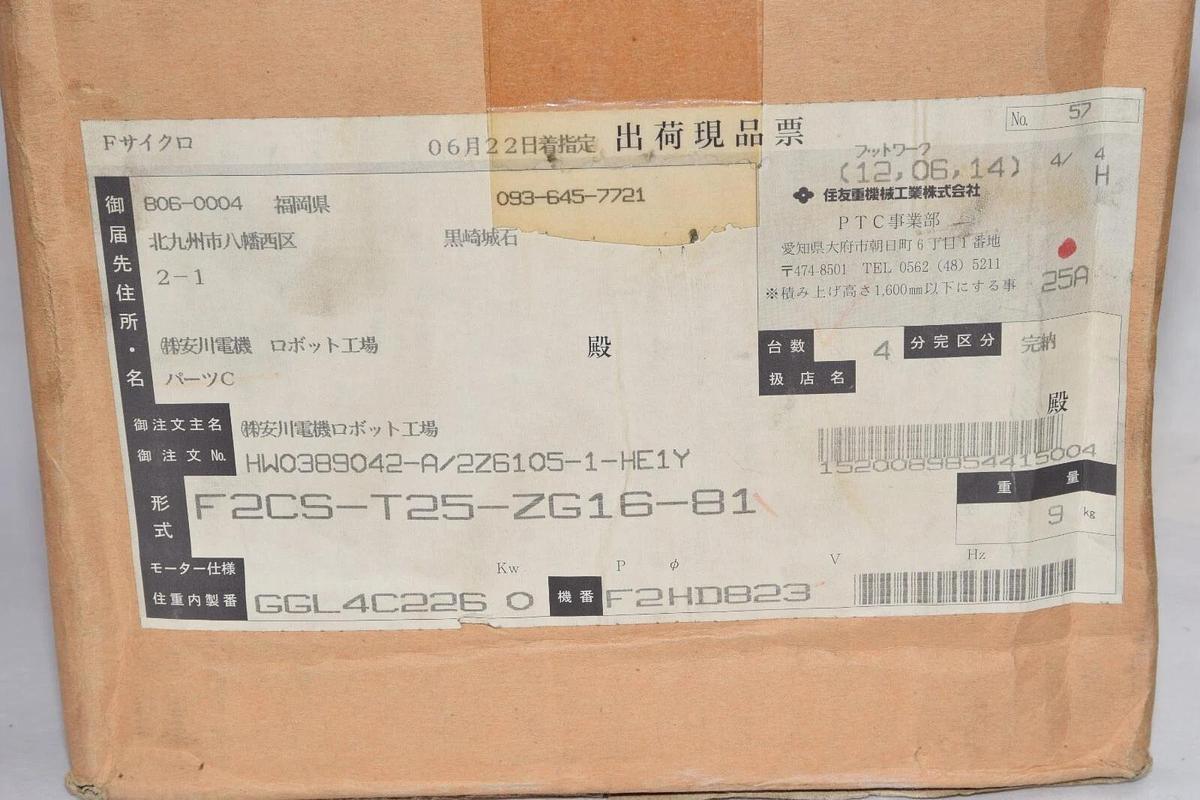 Fサイクロ 06月22日着指定 出荷現品票 No. 57
フットワーク
(12,06,14) 4/ 4
H
御届先住所・名
806-0004 福岡県 093-645-7721
北九州市八幡西区 黒崎城石
2-1
㈱安川電機 ロボット工場 殿
パーツC
住友重機械工業株式会社
PTC事業部
愛知県大府市朝日町6丁目1番地
〒474-8501 TEL 0562 (48) 5211
※積み上げ高さ1,600mm以下にする事
25A
台数 4 分完区分 完納
扱店名
殿
御注文主名 ㈱安川電機ロボット工場
御注文No. HW0389042-A/2Z6105-1-HE1Y
1520089854415004
形式 F2CS-T25-ZG16-81
重量
9 kg
モーター仕様 Kw P φ V Hz
住重内製番 GGL4C226 0 機番 F2HD823